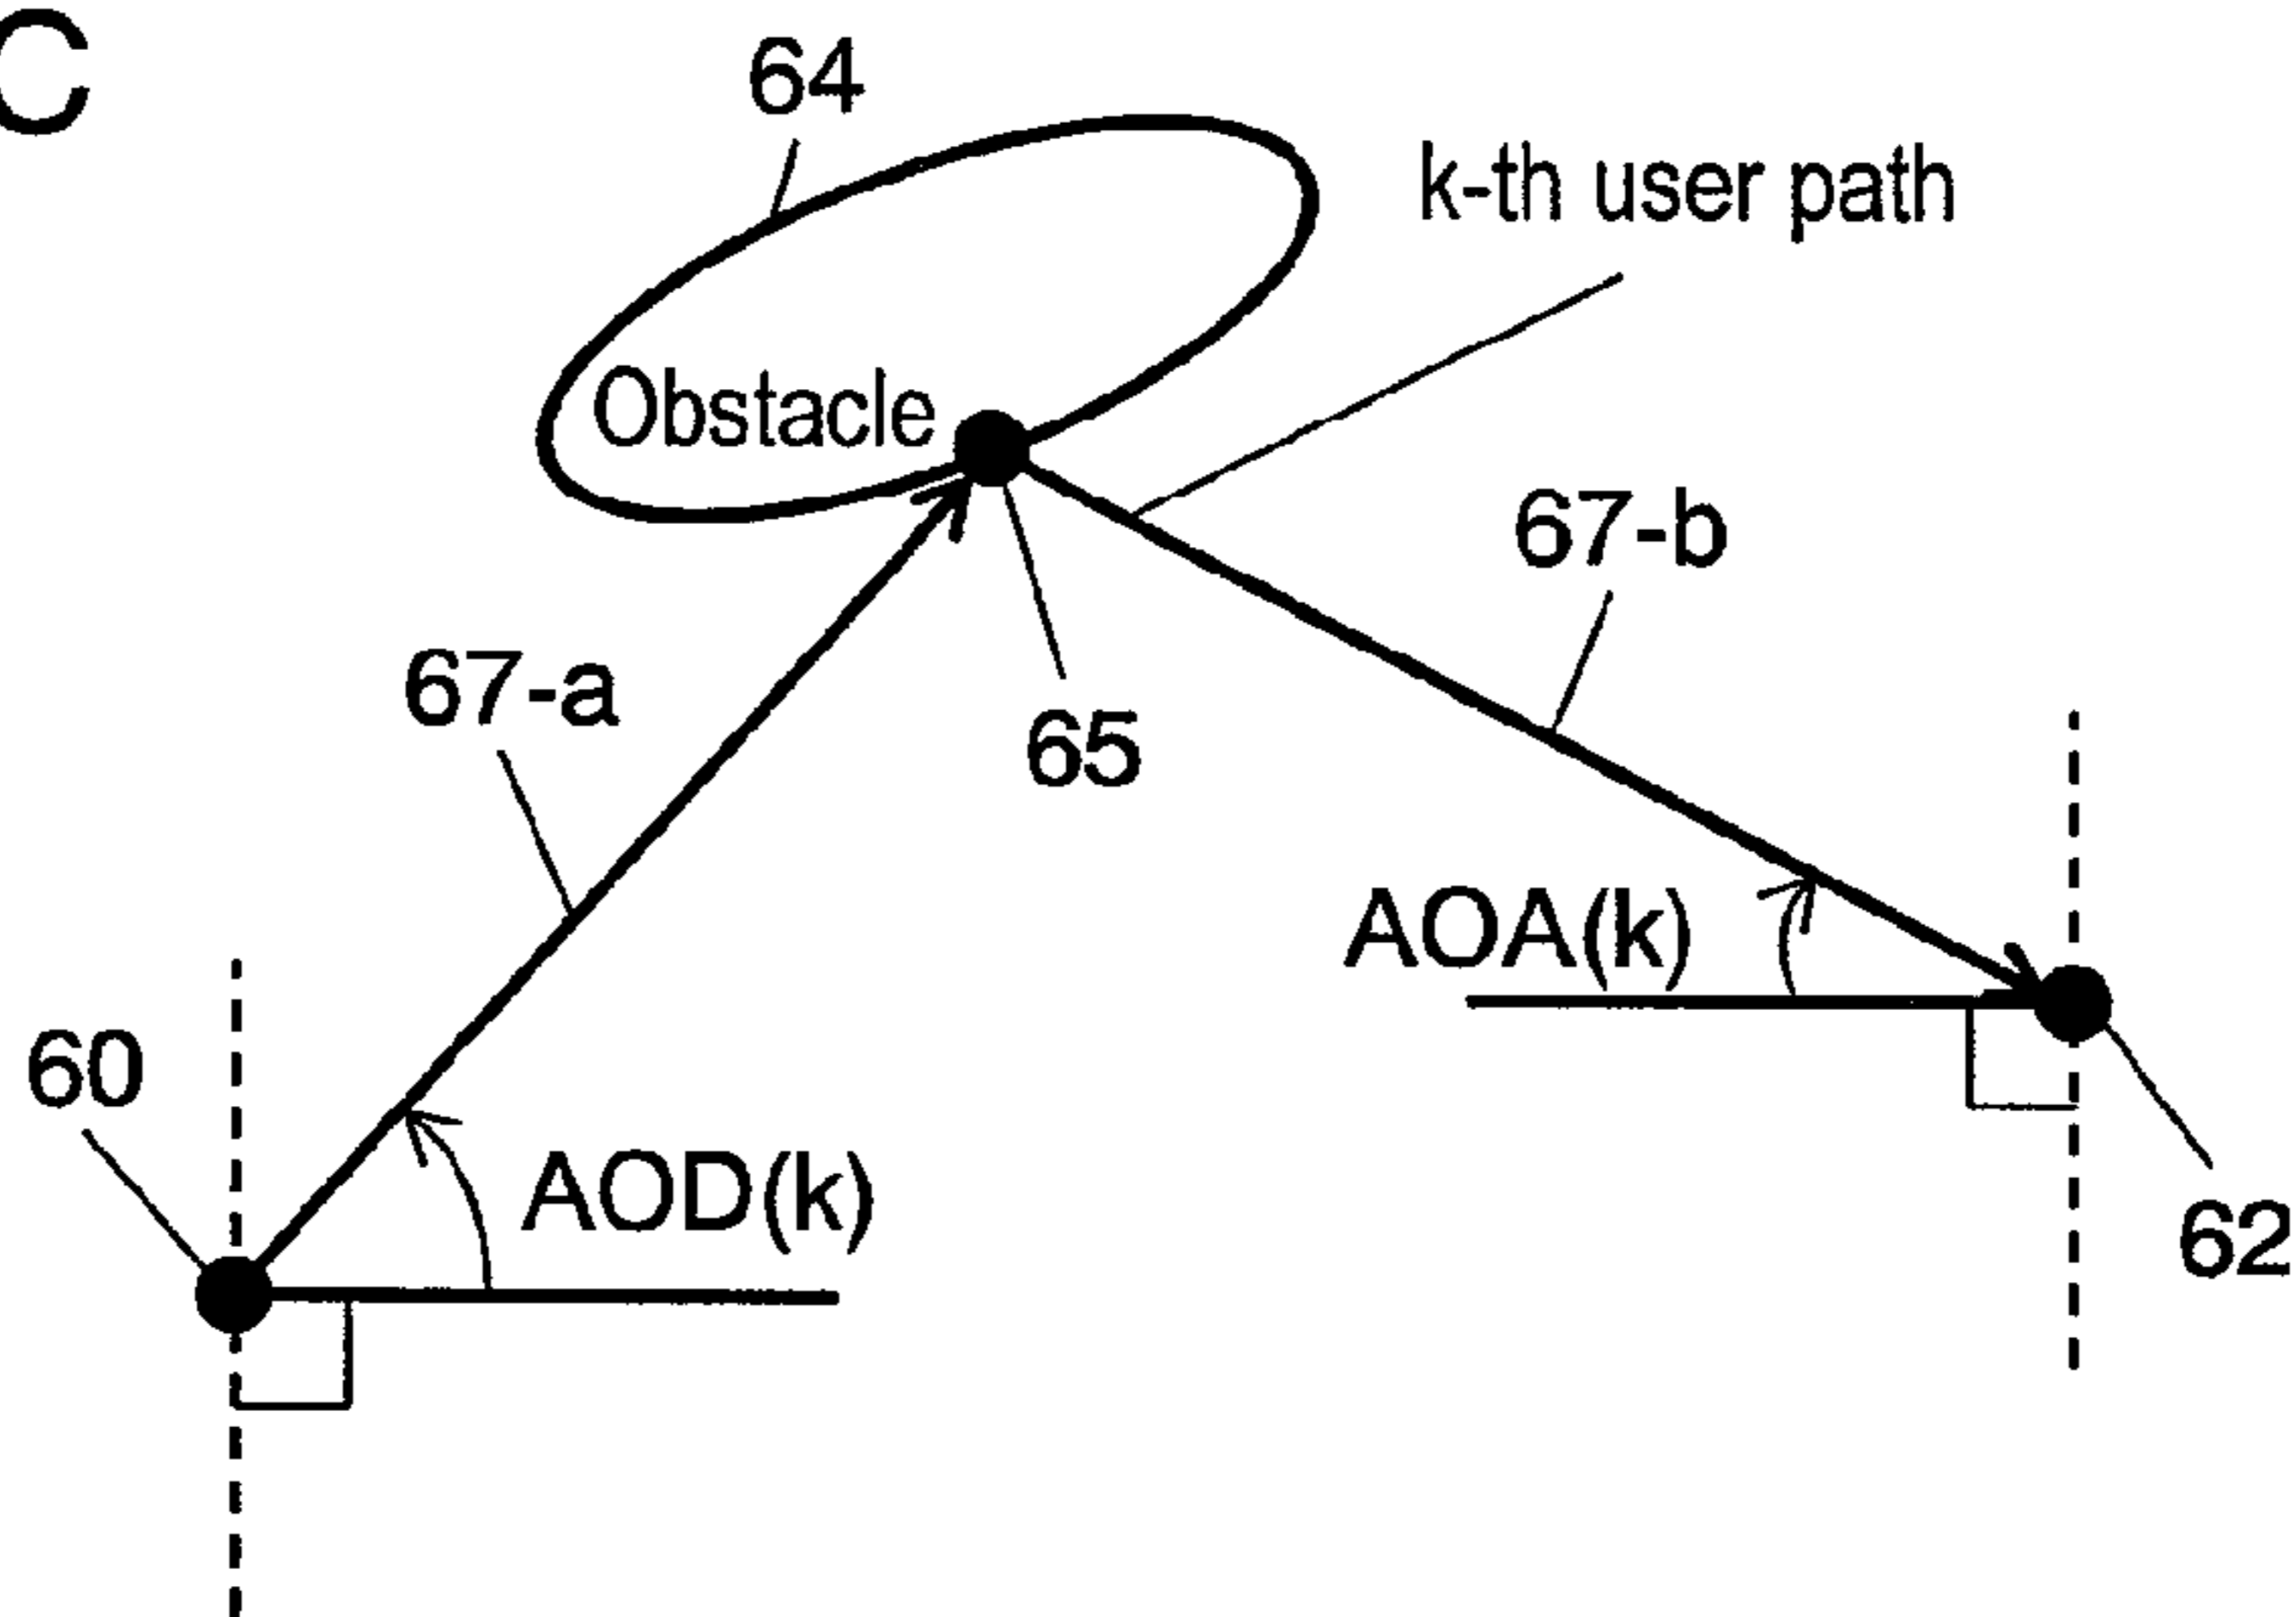 C
64
k-th user path
Obstacle
67-b
67-a
65
AOA(k)
60
AOD(k)
62